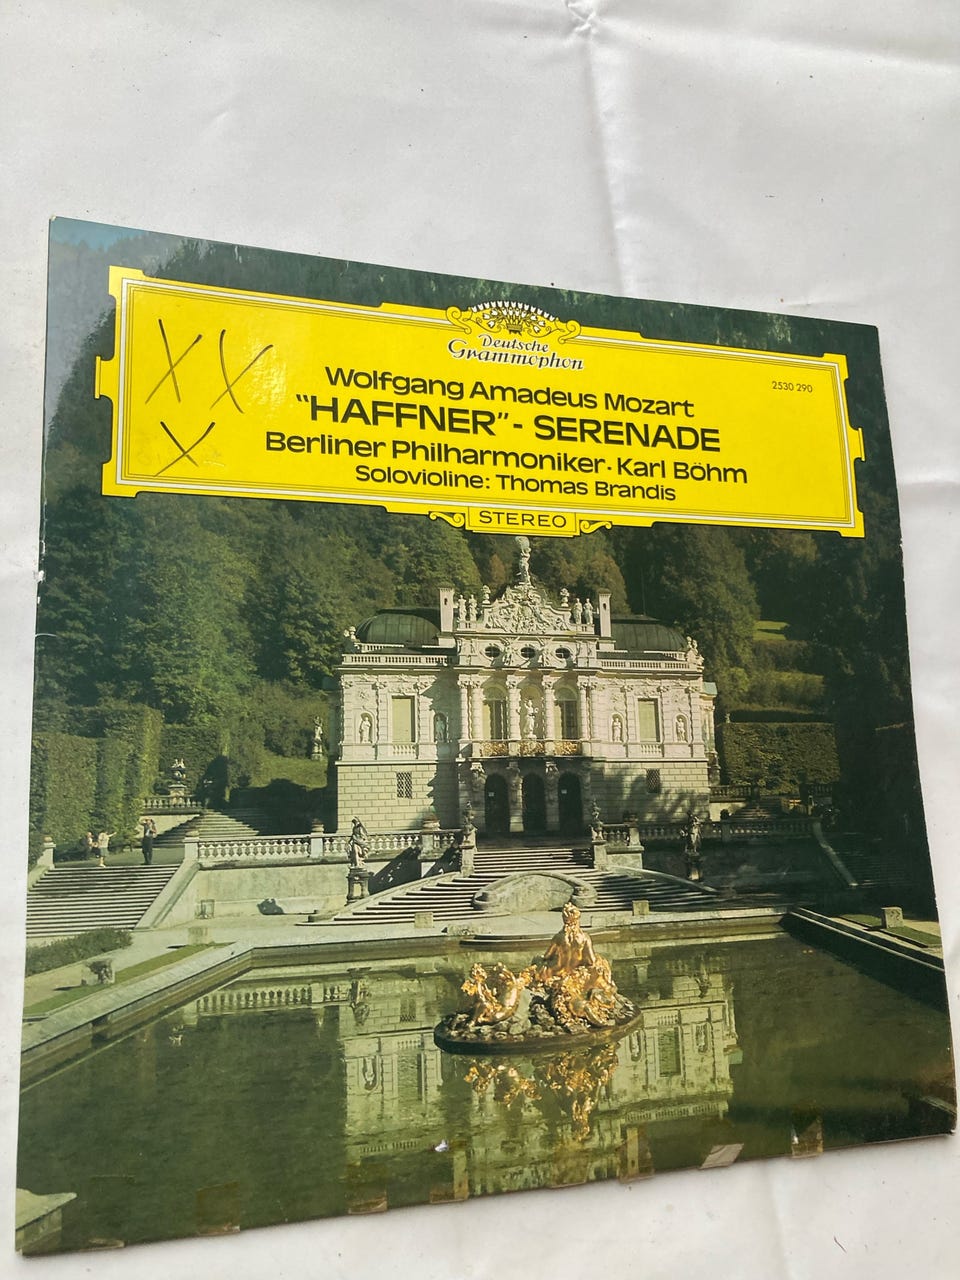 Deutsche
Grammophon
2530 290
Wolfgang Amadeus Mozart
“HAFFNER”- SERENADE
Berliner Philharmoniker · Karl Böhm
Solovioline: Thomas Brandis
STEREO